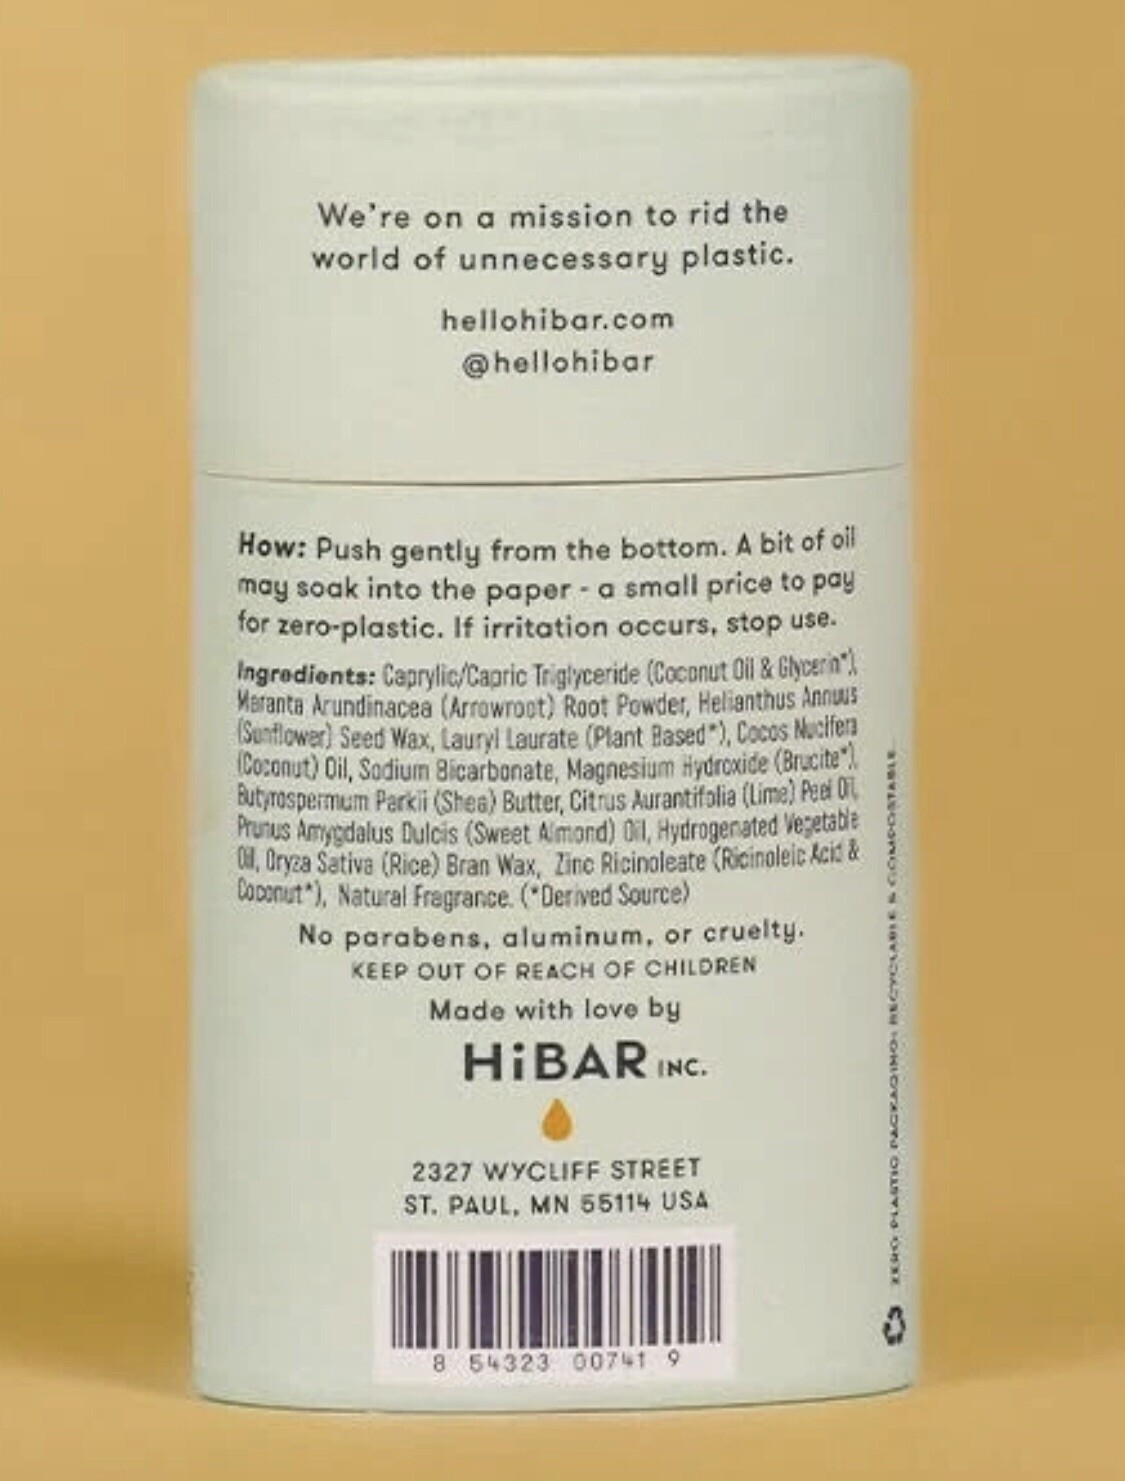 We're on a mission to rid the
world of unnecessary plastic.
hellohibar.com
@hellohibar
How: Push gently from the bottom. A bit of oil
may soak into the paper - a small price to pay
for zero-plastic. If irritation occurs, stop use.
Ingredients: Caprylic/Capric Triglyceride (Coconut Oil & Glycerin*),
Maranta Arundinacea (Arrowroot) Root Powder, Helianthus Annuus
(Sunflower) Seed Wax, Lauryl Laurate (Plant Based*), Cocos Nucifera
(Coconut) Oil, Sodium Bicarbonate, Magnesium Hydroxide (Brucite*),
Butyrospermum Parkii (Shea) Butter, Citrus Aurantifolia (Lime) Peel Oil,
Prunus Amygdalus Dulcis (Sweet Almond) Oil, Hydrogenated Vegetable
Oil, Oryza Sativa (Rice) Bran Wax, Zinc Ricinoleate (Ricinoleic Acid &
Coconut*), Natural Fragrance. (*Derived Source)
No parabens, aluminum, or cruelty.
KEEP OUT OF REACH OF CHILDREN
Made with love by
HiBAR INC.
2327 WYCLIFF STREET
ST. PAUL, MN 55114 USA
8 54323 00741 9
ZERO-PLASTIC PACKAGING: RECYCLABLE & COMPOSTABLE.